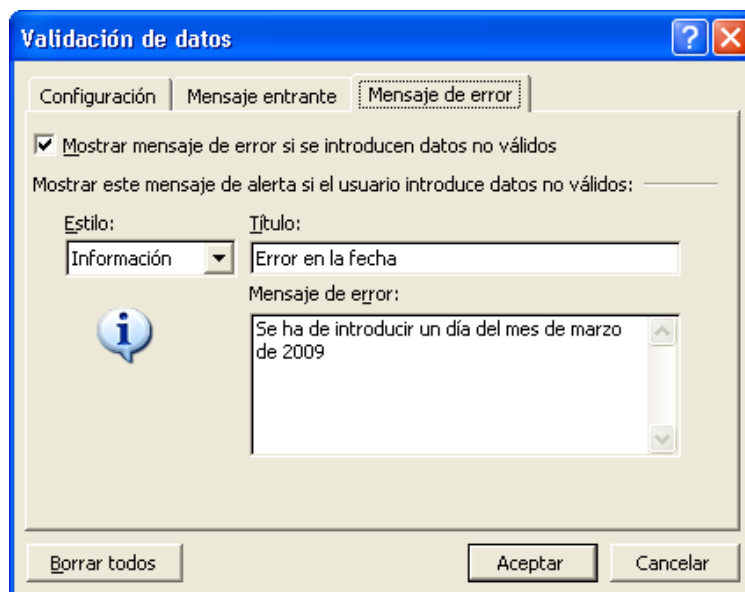 Validación de datos
Configuración
Mensaje entrante
Mensaje de error
Mostrar mensaje de error si se introducen datos no válidos
Mostrar este mensaje de alerta si el usuario introduce datos no válidos:
Estilo:
Título:
Información
Error en la fecha
Mensaje de error:
Se ha de introducir un día del mes de marzo
de 2009
Borrar todos
Aceptar
Cancelar